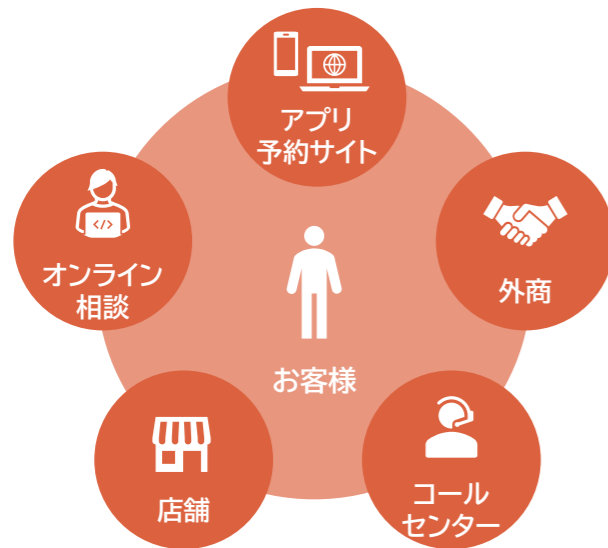 アプリ
予約サイト
オンライン
相談
外商
お客様
店舗
コール
センター
</>